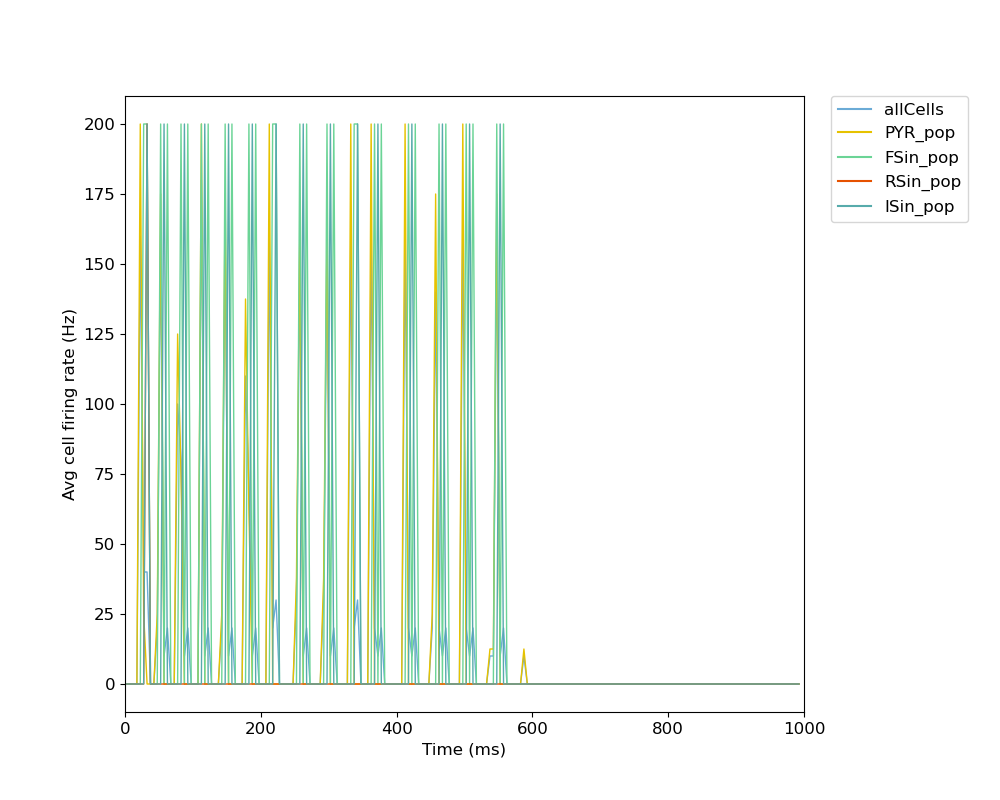 allCells
PYR_pop
FSin_pop
RSin_pop
ISin_pop
200
175
150
125
100
75
50
25
0
Avg cell firing rate (Hz)
0 200 400 600 800 1000
Time (ms)